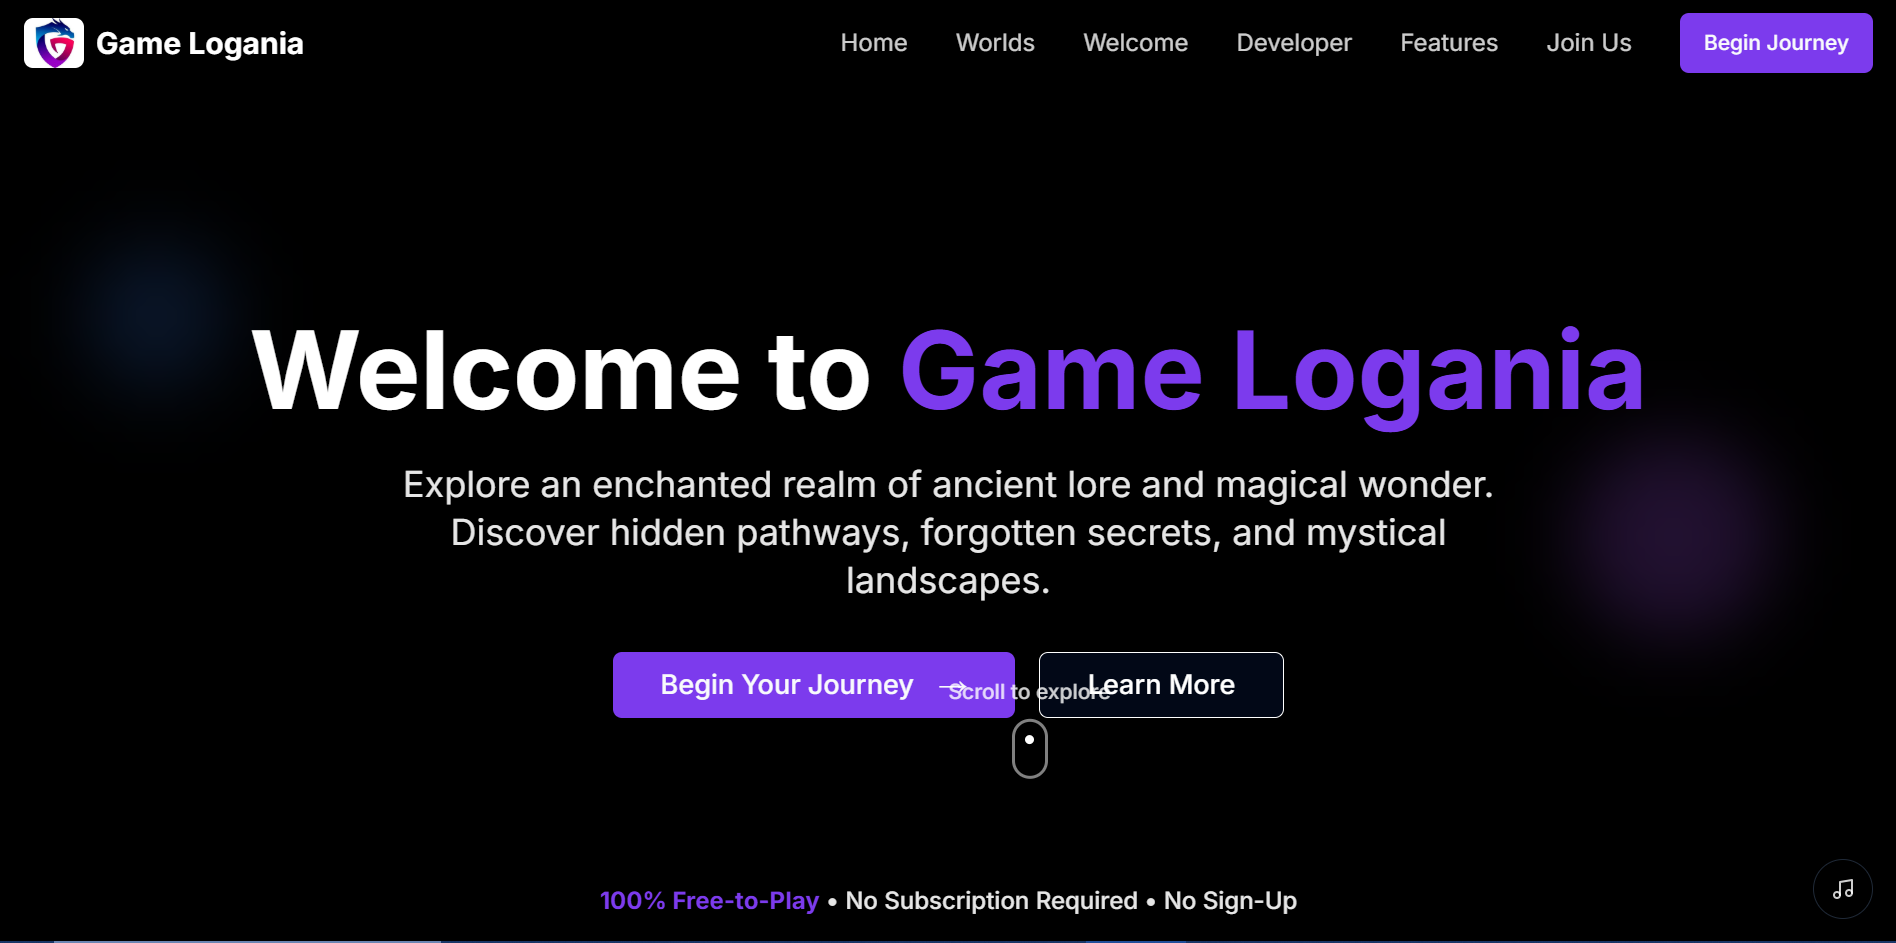 Game Logania
Home Worlds Welcome Developer Features Join Us Begin Journey
Welcome to Game Logania
Explore an enchanted realm of ancient lore and magical wonder.
Discover hidden pathways, forgotten secrets, and mystical
landscapes.
Begin Your Journey → Learn More
Scroll to explore
100% Free-to-Play • No Subscription Required • No Sign-Up